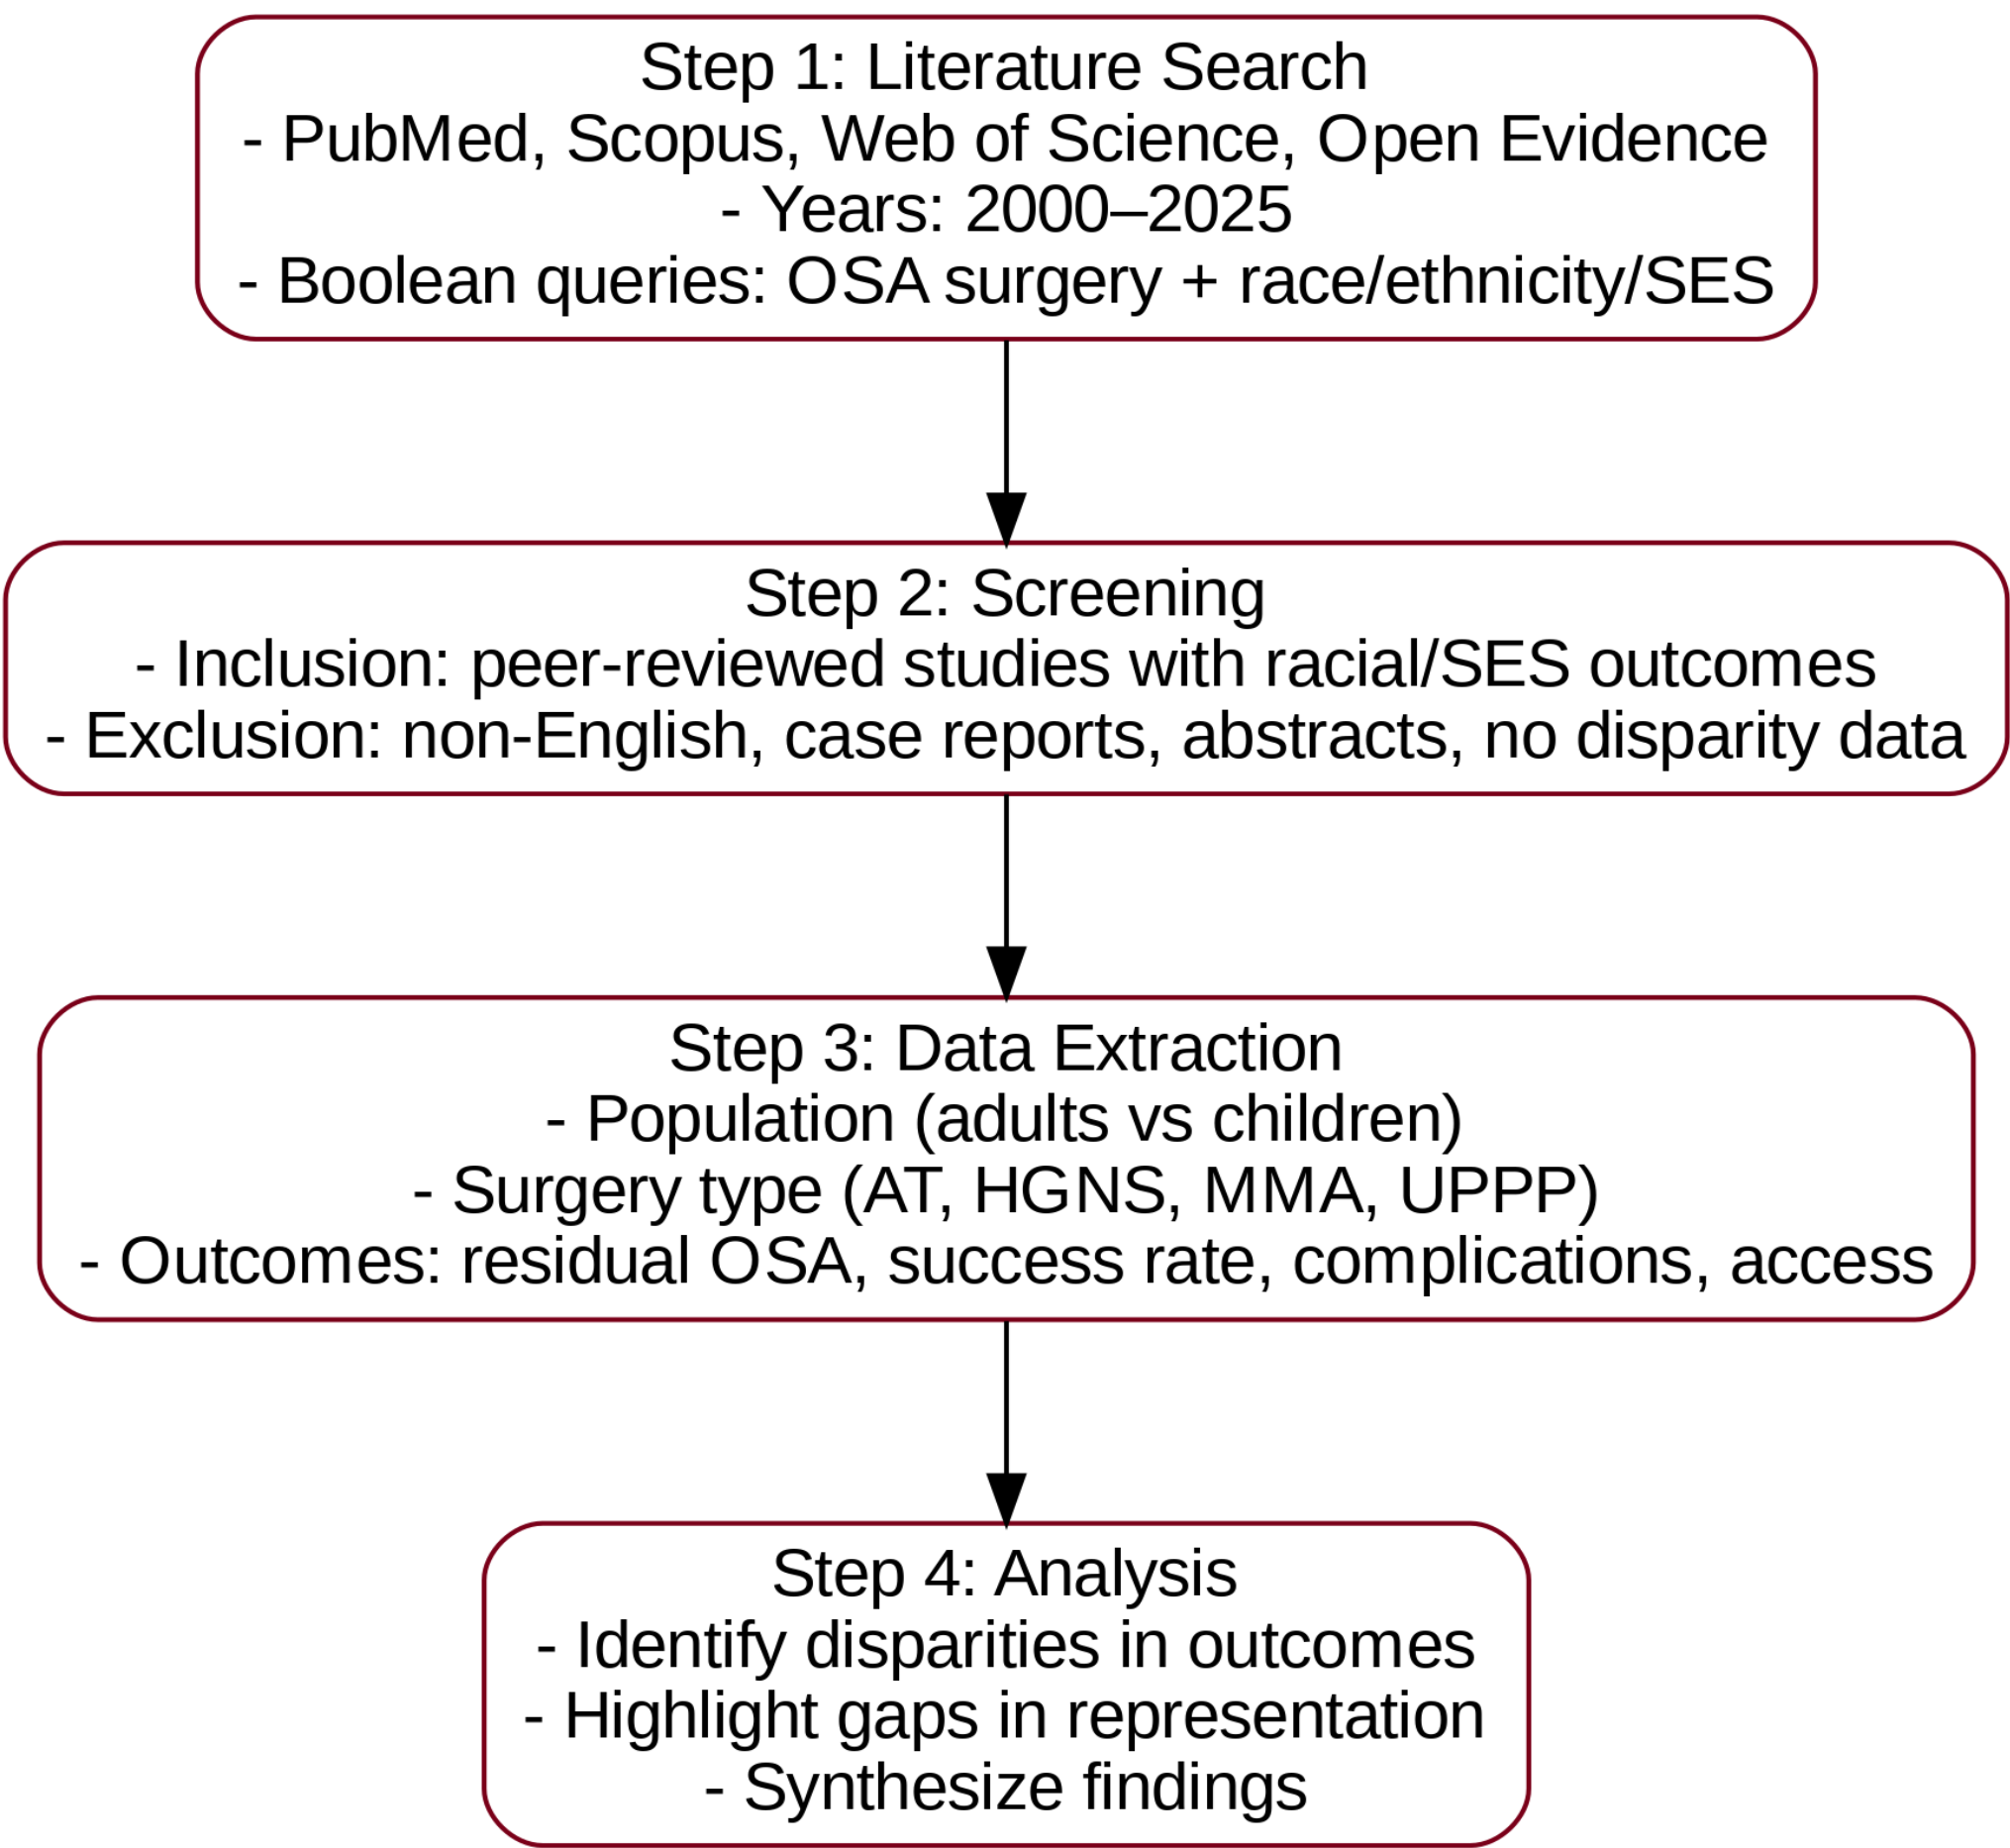 Step 1: Literature Search
- PubMed, Scopus, Web of Science, Open Evidence
- Years: 2000–2025
- Boolean queries: OSA surgery + race/ethnicity/SES
Step 2: Screening
- Inclusion: peer-reviewed studies with racial/SES outcomes
- Exclusion: non-English, case reports, abstracts, no disparity data
Step 3: Data Extraction
- Population (adults vs children)
- Surgery type (AT, HGNS, MMA, UPPP)
- Outcomes: residual OSA, success rate, complications, access
Step 4: Analysis
- Identify disparities in outcomes
- Highlight gaps in representation
- Synthesize findings